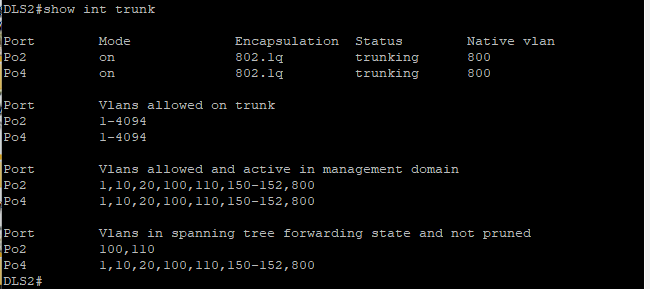 DLS2#show int trunk
Port Mode Encapsulation Status Native vlan
Po2 on 802.1q trunking 800
Po4 on 802.1q trunking 800
Port Vlans allowed on trunk
Po2 1-4094
Po4 1-4094
Port Vlans allowed and active in management domain
Po2 1,10,20,100,110,150-152,800
Po4 1,10,20,100,110,150-152,800
Port Vlans in spanning tree forwarding state and not pruned
Po2 100,110
Po4 1,10,20,100,110,150-152,800
DLS2#